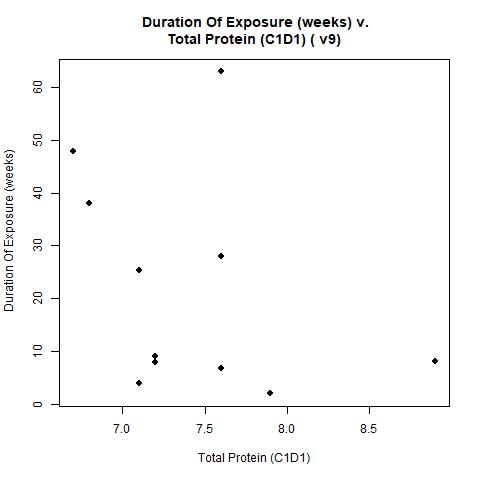 Duration Of Exposure (weeks) v.
Total Protein (C1D1) ( v9)
Duration Of Exposure (weeks)
60
50
40
30
20
10
0
7.0 7.5 8.0 8.5
Total Protein (C1D1)